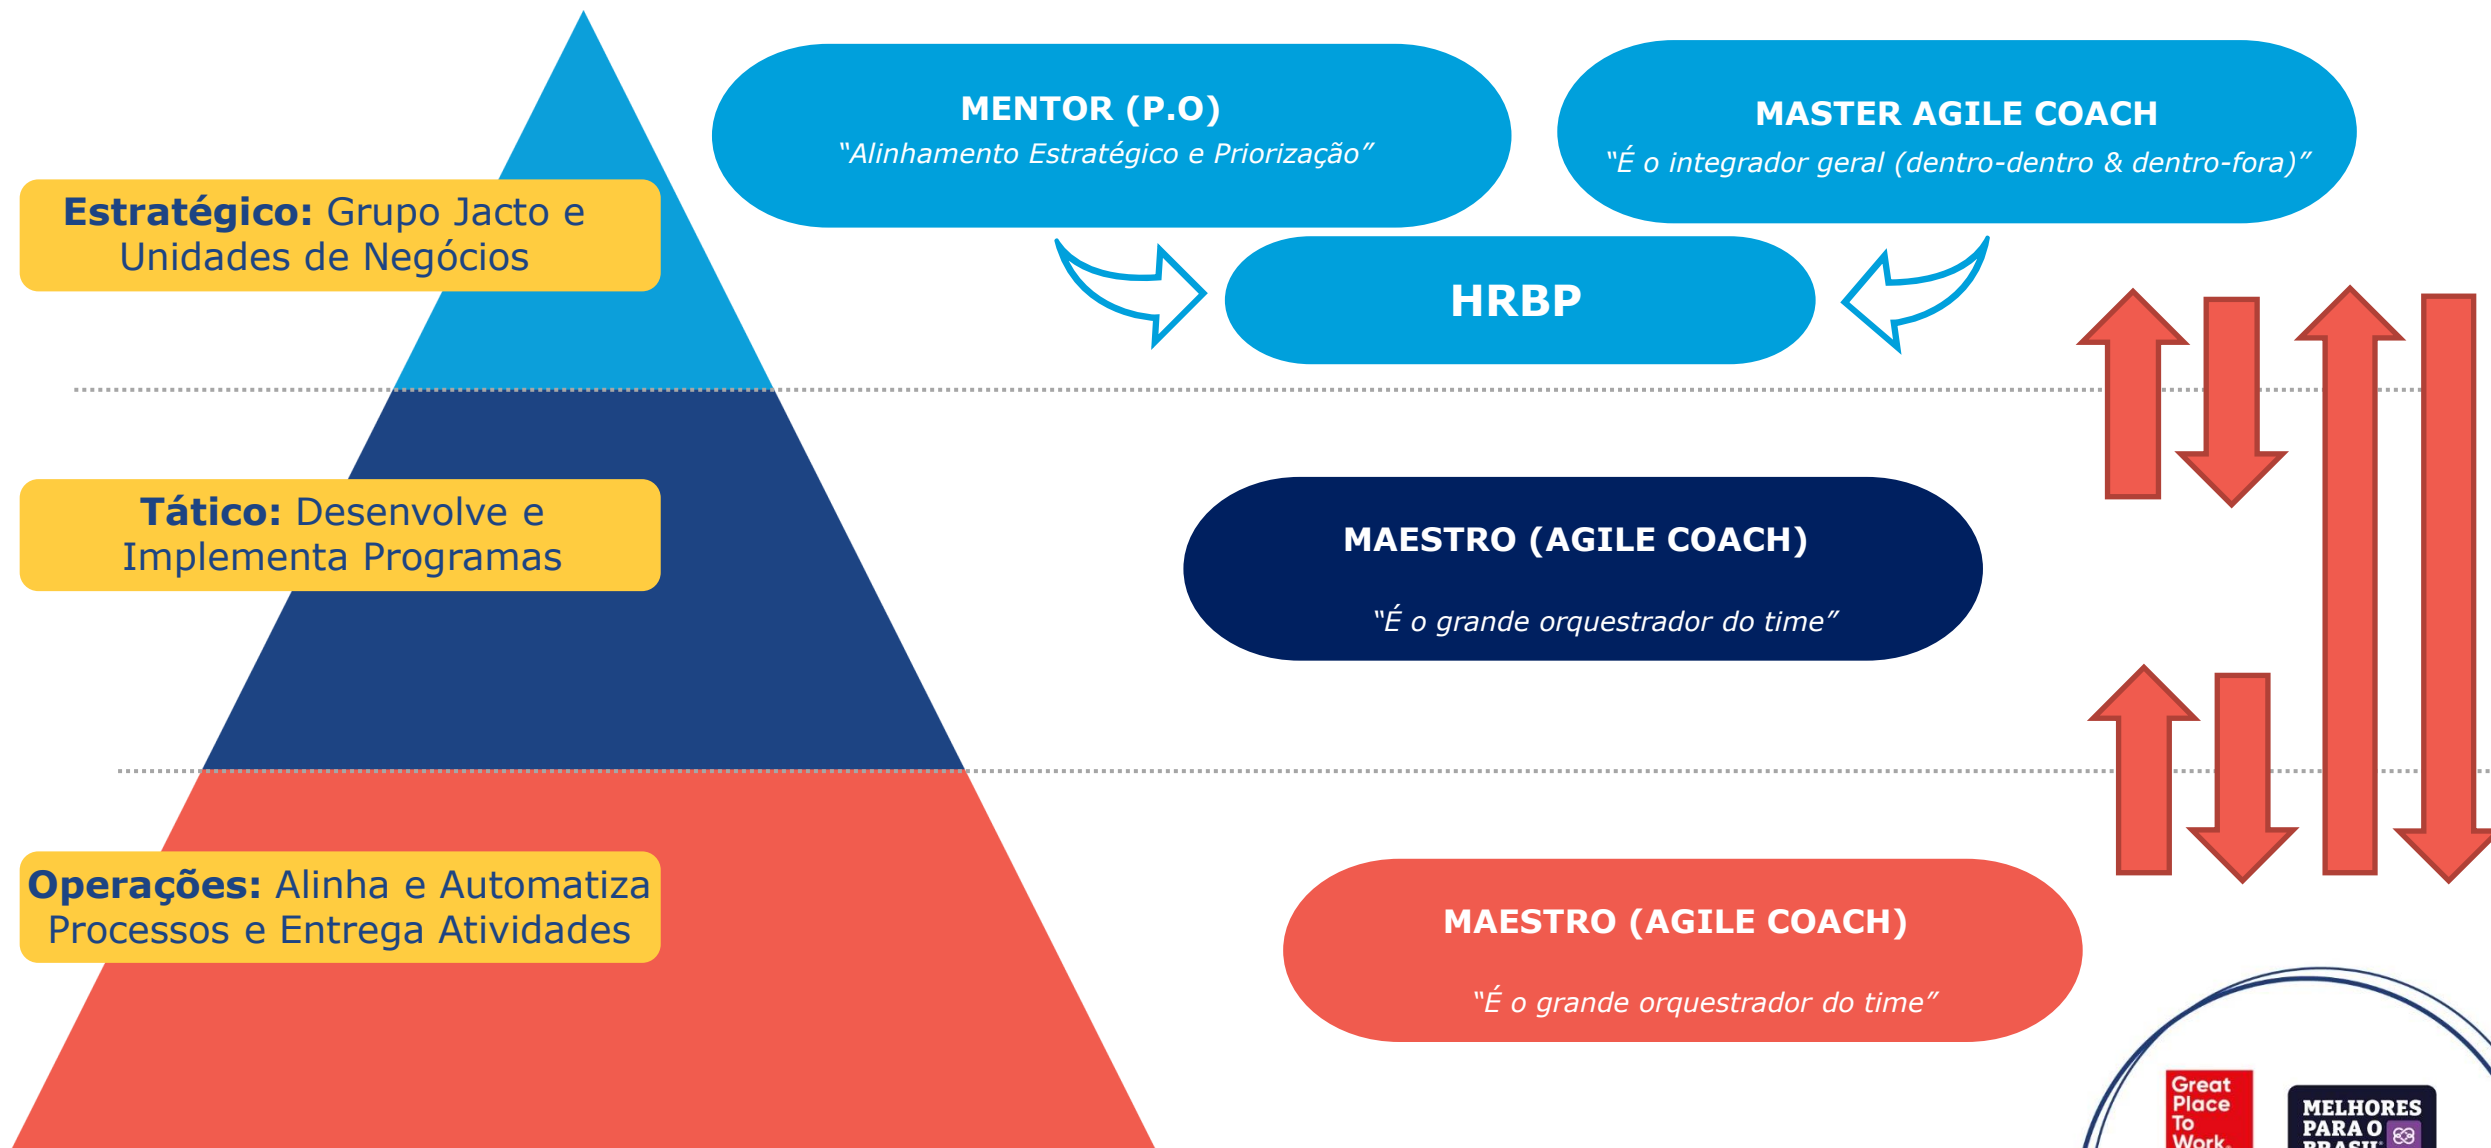 MENTOR (P.O)
“Alinhamento Estratégico e Priorização”
MASTER AGILE COACH
“É o integrador geral (dentro-dentro & dentro-fora)”
Estratégico: Grupo Jacto e
Unidades de Negócios
HRBP
Tático: Desenvolve e
Implementa Programas
MAESTRO (AGILE COACH)
“É o grande orquestrador do time”
Operações: Alinha e Automatiza
Processos e Entrega Atividades
MAESTRO (AGILE COACH)
“É o grande orquestrador do time”
Great
Place
To
Work.
MELHORES
PARA O
BRASIL